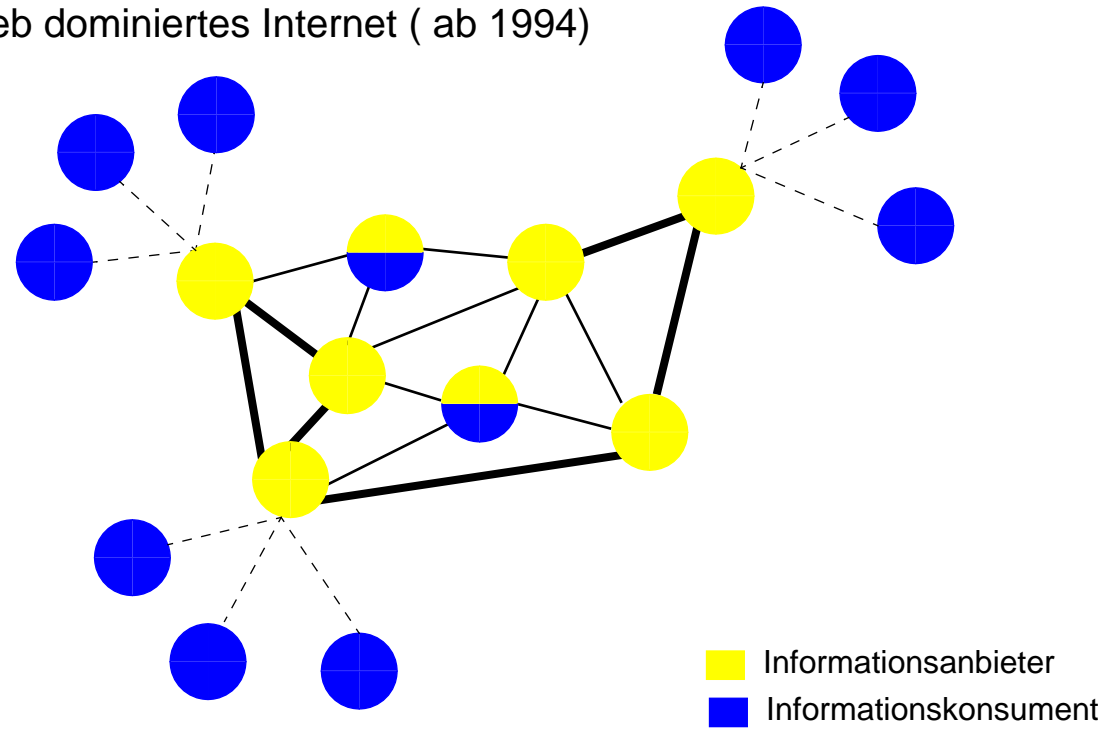 eb dominiertes Internet ( ab 1994)
Informationsanbieter
Informationskonsument